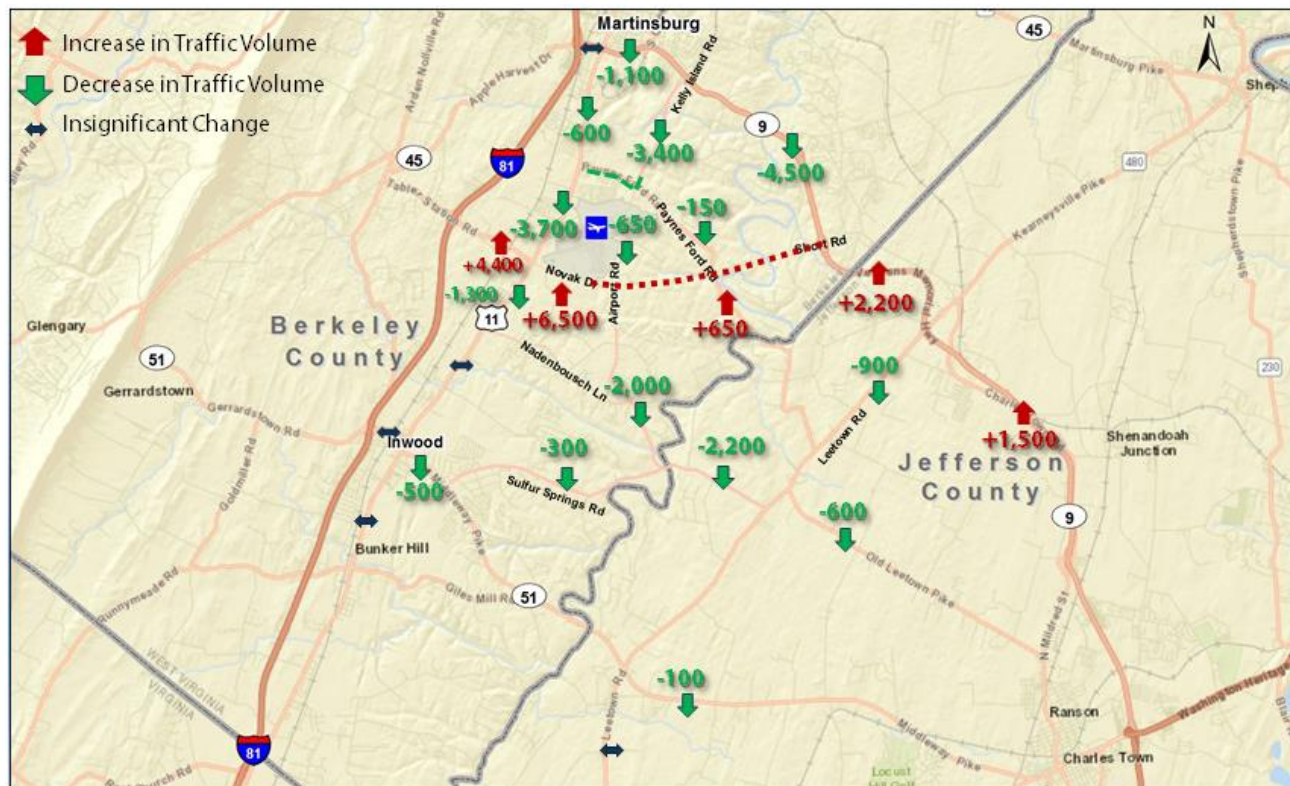 Increase in Traffic Volume
Decrease in Traffic Volume
Insignificant Change
Martinsburg
N
45
Martinsburg Pike
Arden Nollville Rd
Apple Harvest Dr
Kelly Island Rd
-1,100
-600
-3,400
9
-4,500
45
81
480
Kearneysville Pike
Shepherdstown Pike
Tabler Station Rd
-3,700
-650
-150
Paynes Ford Rd
Short Rd
+4,400
Novak Dr
Airport Rd
-1,300
+6,500
+650
+2,200
11
Glengary
Berkeley
County
51
Gerrardstown
Gerrardstown Rd
Nadenbousch Ln
-2,000
-900
230
Leetown Rd
+1,500
Shenandoah
Junction
Jefferson
County
Inwood
-500
-300
-2,200
Sulfur Springs Rd
Goldmiller Rd
Middleway Pike
-600
Old Leetown Pike
9
Bunker Hill
Runnymeade Rd
Giles Mill Rd
51
N Mildred St
WEST VIRGINIA
VIRGINIA
-100
Leetown Rd
Middleway Pike
Ranson
Washington Heritage
Charles Town
81
Locust